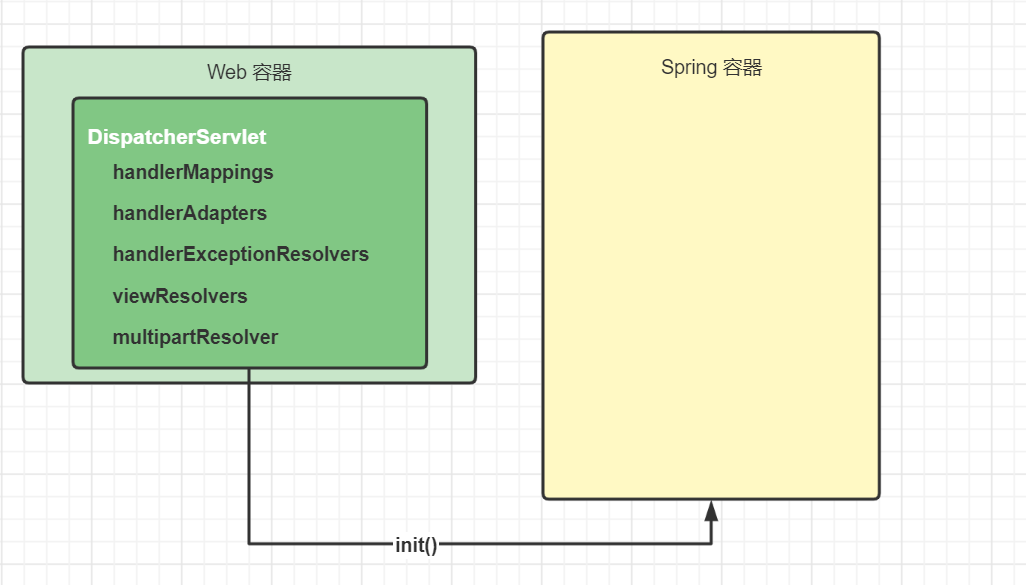 Web 容器
DispatcherServlet
handlerMappings
handlerAdapters
handlerExceptionResolvers
viewResolvers
multipartResolver
Spring 容器
init()